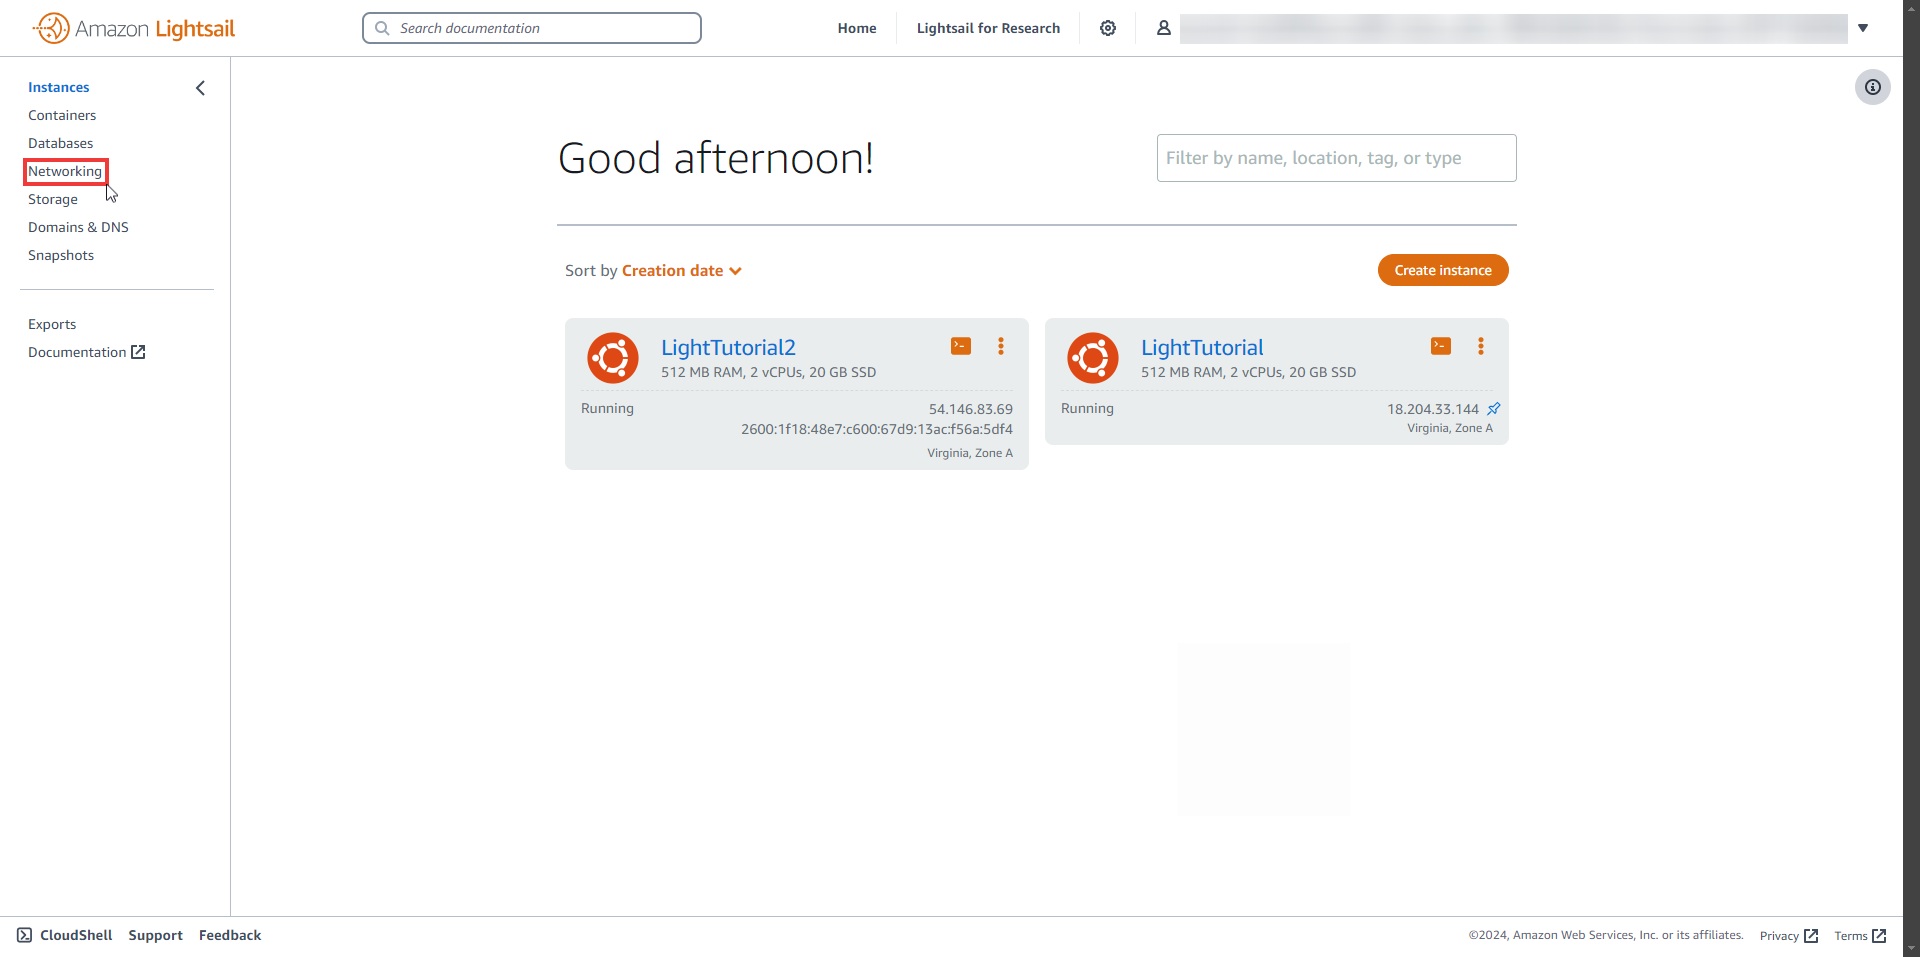 Amazon Lightsail
Search documentation
Home
Lightsail for Research
Instances
Containers
Databases
Networking
Storage
Domains & DNS
Snapshots
Exports
Documentation
Good afternoon!
Filter by name, location, tag, or type
Sort by Creation date
Create instance
LightTutorial2
512 MB RAM, 2 vCPUs, 20 GB SSD
Running
54.146.83.69
2600:1f18:48e7:c600:67d9:13ac:f56a:5df4
Virginia, Zone A
LightTutorial
512 MB RAM, 2 vCPUs, 20 GB SSD
Running
18.204.33.144
Virginia, Zone A
CloudShell
Support
Feedback
©2024, Amazon Web Services, Inc. or its affiliates.
Privacy
Terms